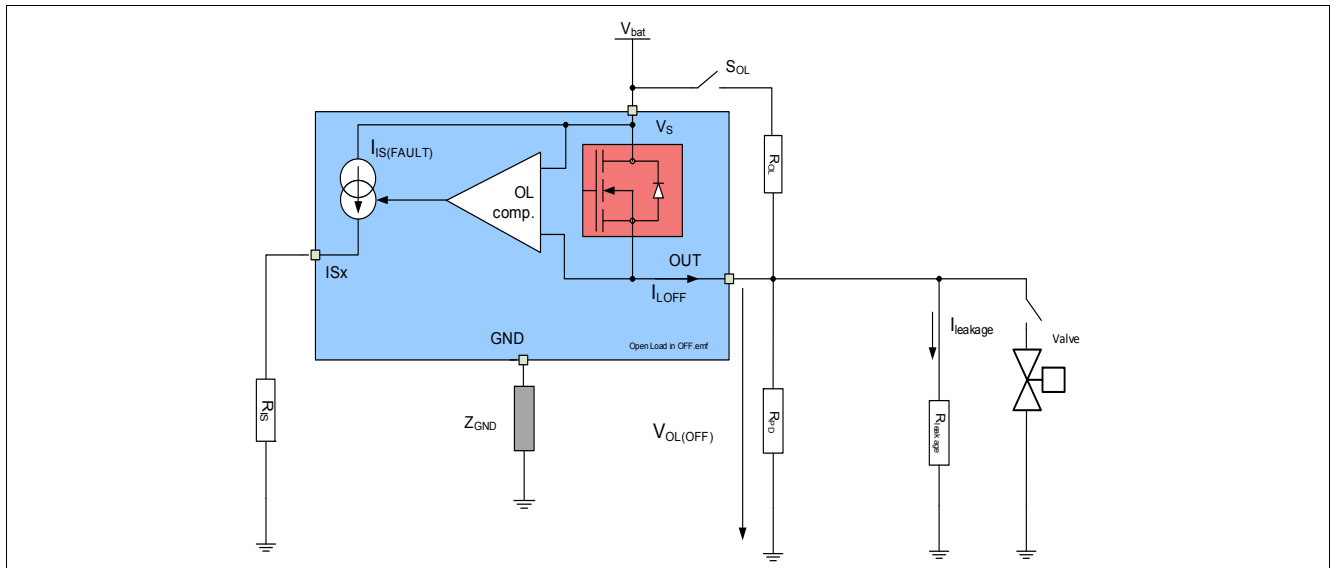 Vbat
SOL
VS
IIS(FAULT)
ROL
OL
comp.
ISx
OUT
ILOFF
GND
Open Load in OFF.emf
Ileakage
Valve
RIS
ZGND
VOL(OFF)
RPD
Rleakage